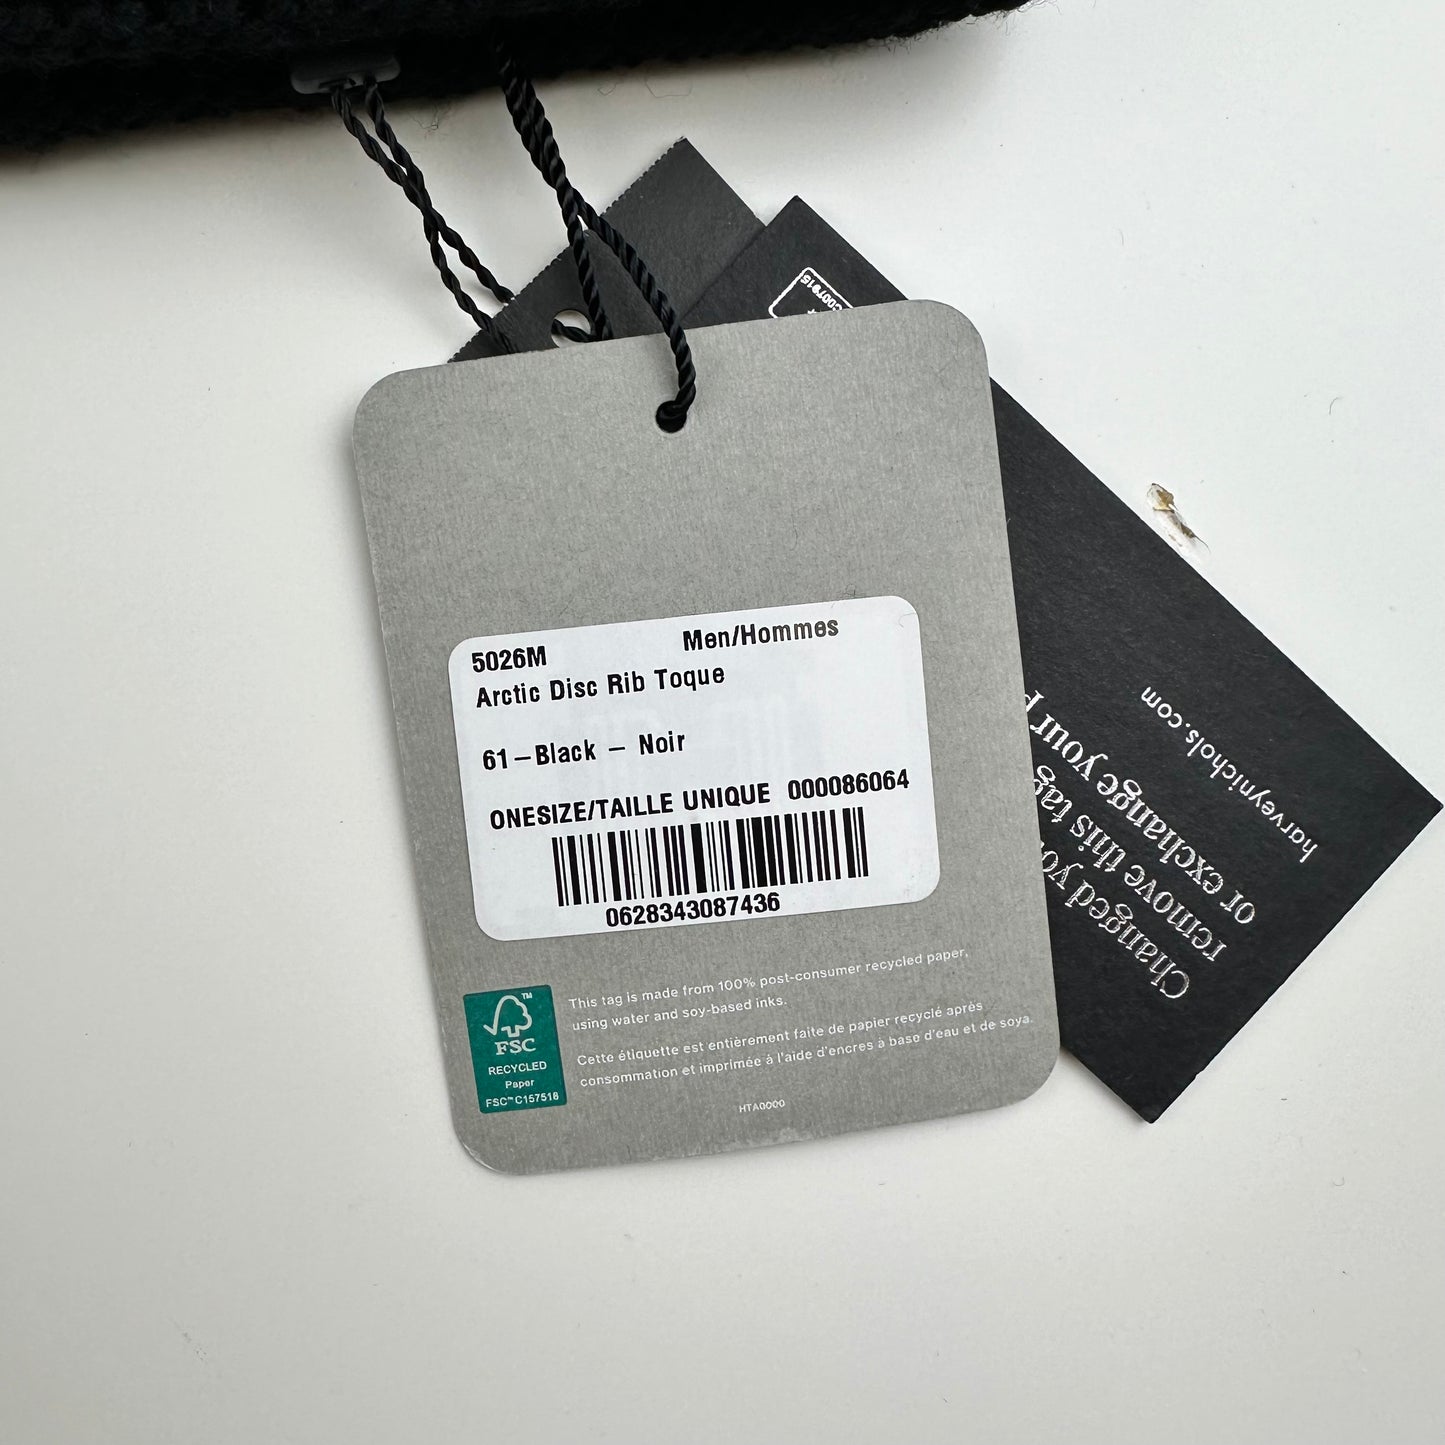 5026M Men/Hommes
Arctic Disc Rib Toque
61-Black - Noir
ONESIZE/TAILLE UNIQUE 000086064
0628343087436
This tag is made from 100% post-consumer recycled paper,
using water and soy-based inks.
Cette étiquette est entièrement faite de papier recyclé après
consommation et imprimée à l'aide d'encres à base d'eau et de soya.
HTA0000
TM
FSC
RECYCLED
Paper
FSC™ C157518
C007915
Changed
remove this tag
or exchange your
harveynichols.com